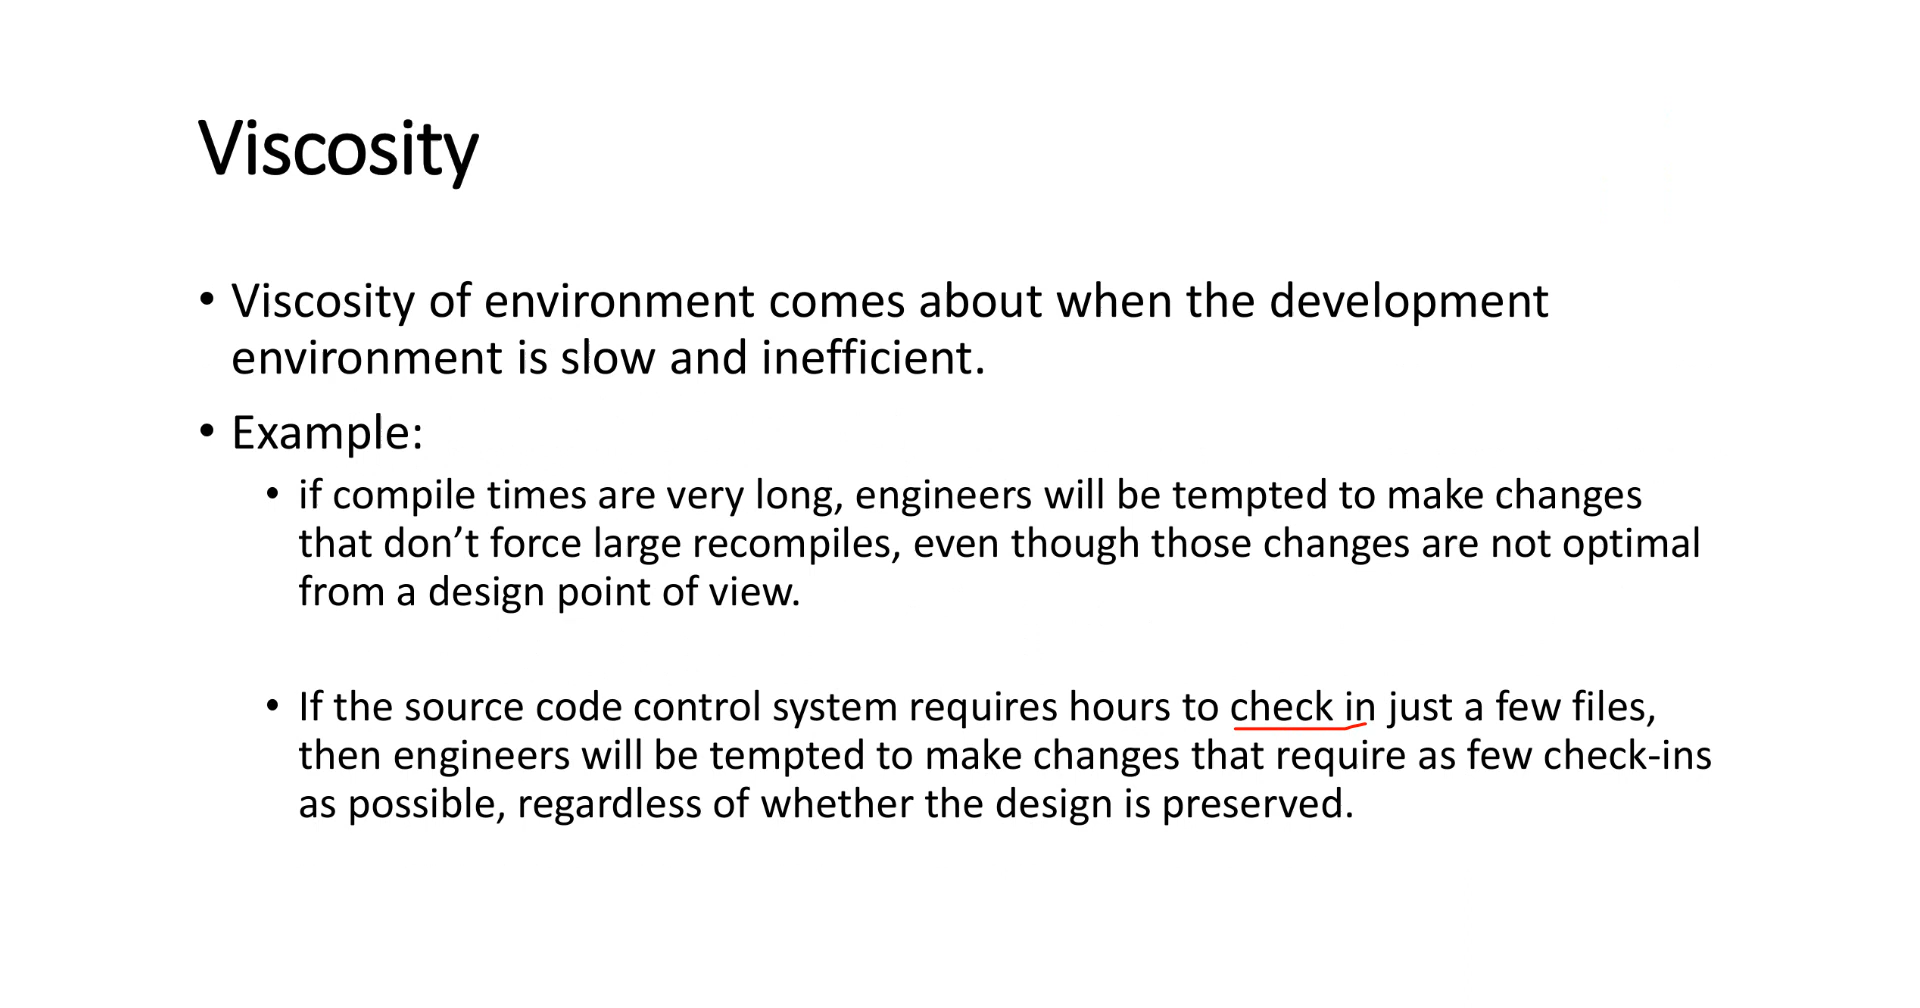 Viscosity
• Viscosity of environment comes about when the development
environment is slow and inefficient.
• Example:
• if compile times are very long, engineers will be tempted to make changes
that don’t force large recompiles, even though those changes are not optimal
from a design point of view.
• If the source code control system requires hours to check in just a few files,
then engineers will be tempted to make changes that require as few check-ins
as possible, regardless of whether the design is preserved.